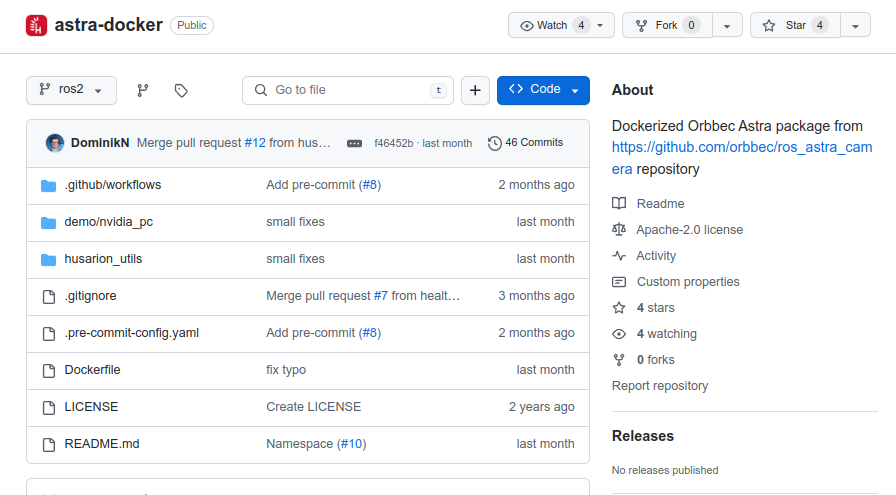 astra-docker Public Watch 4 Fork 0 Star 4
ros2 Go to file t Code
DominikN Merge pull request #12 from hus… f46452b · last month 46 Commits
.github/workflows Add pre-commit (#8) 2 months ago
demo/nvidia_pc small fixes last month
husarion_utils small fixes last month
.gitignore Merge pull request #7 from healt… 3 months ago
.pre-commit-config.yaml Add pre-commit (#8) 2 months ago
Dockerfile fix typo last month
LICENSE Create LICENSE 2 years ago
README.md Namespace (#10) last month
About
Dockerized Orbbec Astra package from
https://github.com/orbbec/ros_astra_cam
era repository
Readme
Apache-2.0 license
Activity
Custom properties
4 stars
4 watching
0 forks
Report repository
Releases
No releases published